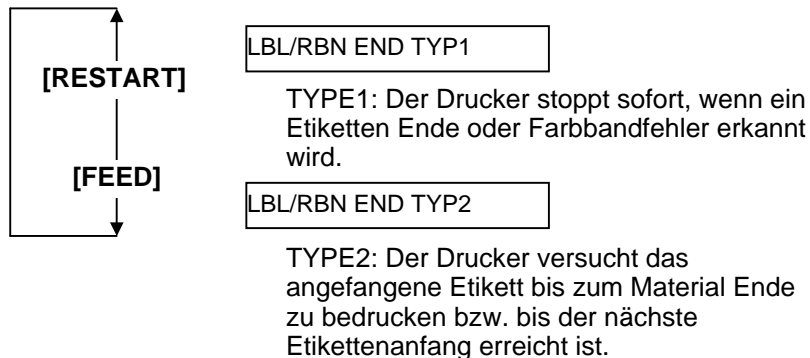 [RESTART]
[FEED]
LBL/RBN END TYP1
TYPE1: Der Drucker stoppt sofort, wenn ein
Etiketten Ende oder Farbbandfehler erkannt
wird.
LBL/RBN END TYP2
TYPE2: Der Drucker versucht das
angefangene Etikett bis zum Material Ende
zu bedrucken bzw. bis der nächste
Etikettenanfang erreicht ist.